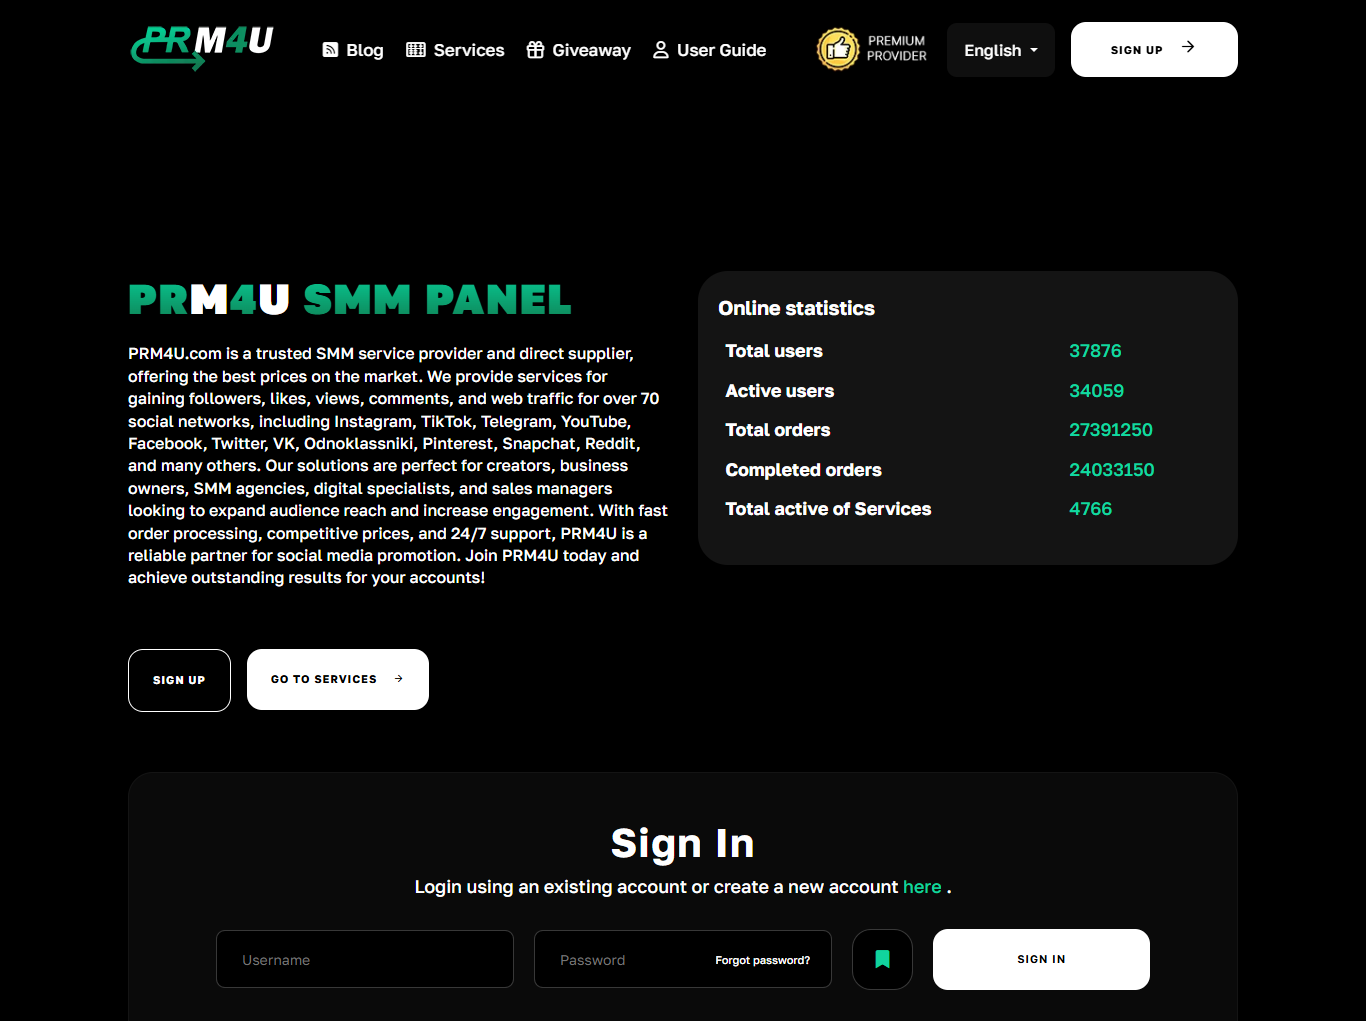 PRM4U
Blog
Services
Giveaway
User Guide
PREMIUM
PROVIDER
English
SIGN UP
PRM4U SMM PANEL
PRM4U.com is a trusted SMM service provider and direct supplier,
offering the best prices on the market. We provide services for
gaining followers, likes, views, comments, and web traffic for over 70
social networks, including Instagram, TikTok, Telegram, YouTube,
Facebook, Twitter, VK, Odnoklassniki, Pinterest, Snapchat, Reddit,
and many others. Our solutions are perfect for creators, business
owners, SMM agencies, digital specialists, and sales managers
looking to expand audience reach and increase engagement. With fast
order processing, competitive prices, and 24/7 support, PRM4U is a
reliable partner for social media promotion. Join PRM4U today and
achieve outstanding results for your accounts!
SIGN UP
GO TO SERVICES
Online statistics
Total users 37876
Active users 34059
Total orders 27391250
Completed orders 24033150
Total active of Services 4766
Sign In
Login using an existing account or create a new account here .
Username
Password
Forgot password?
SIGN IN